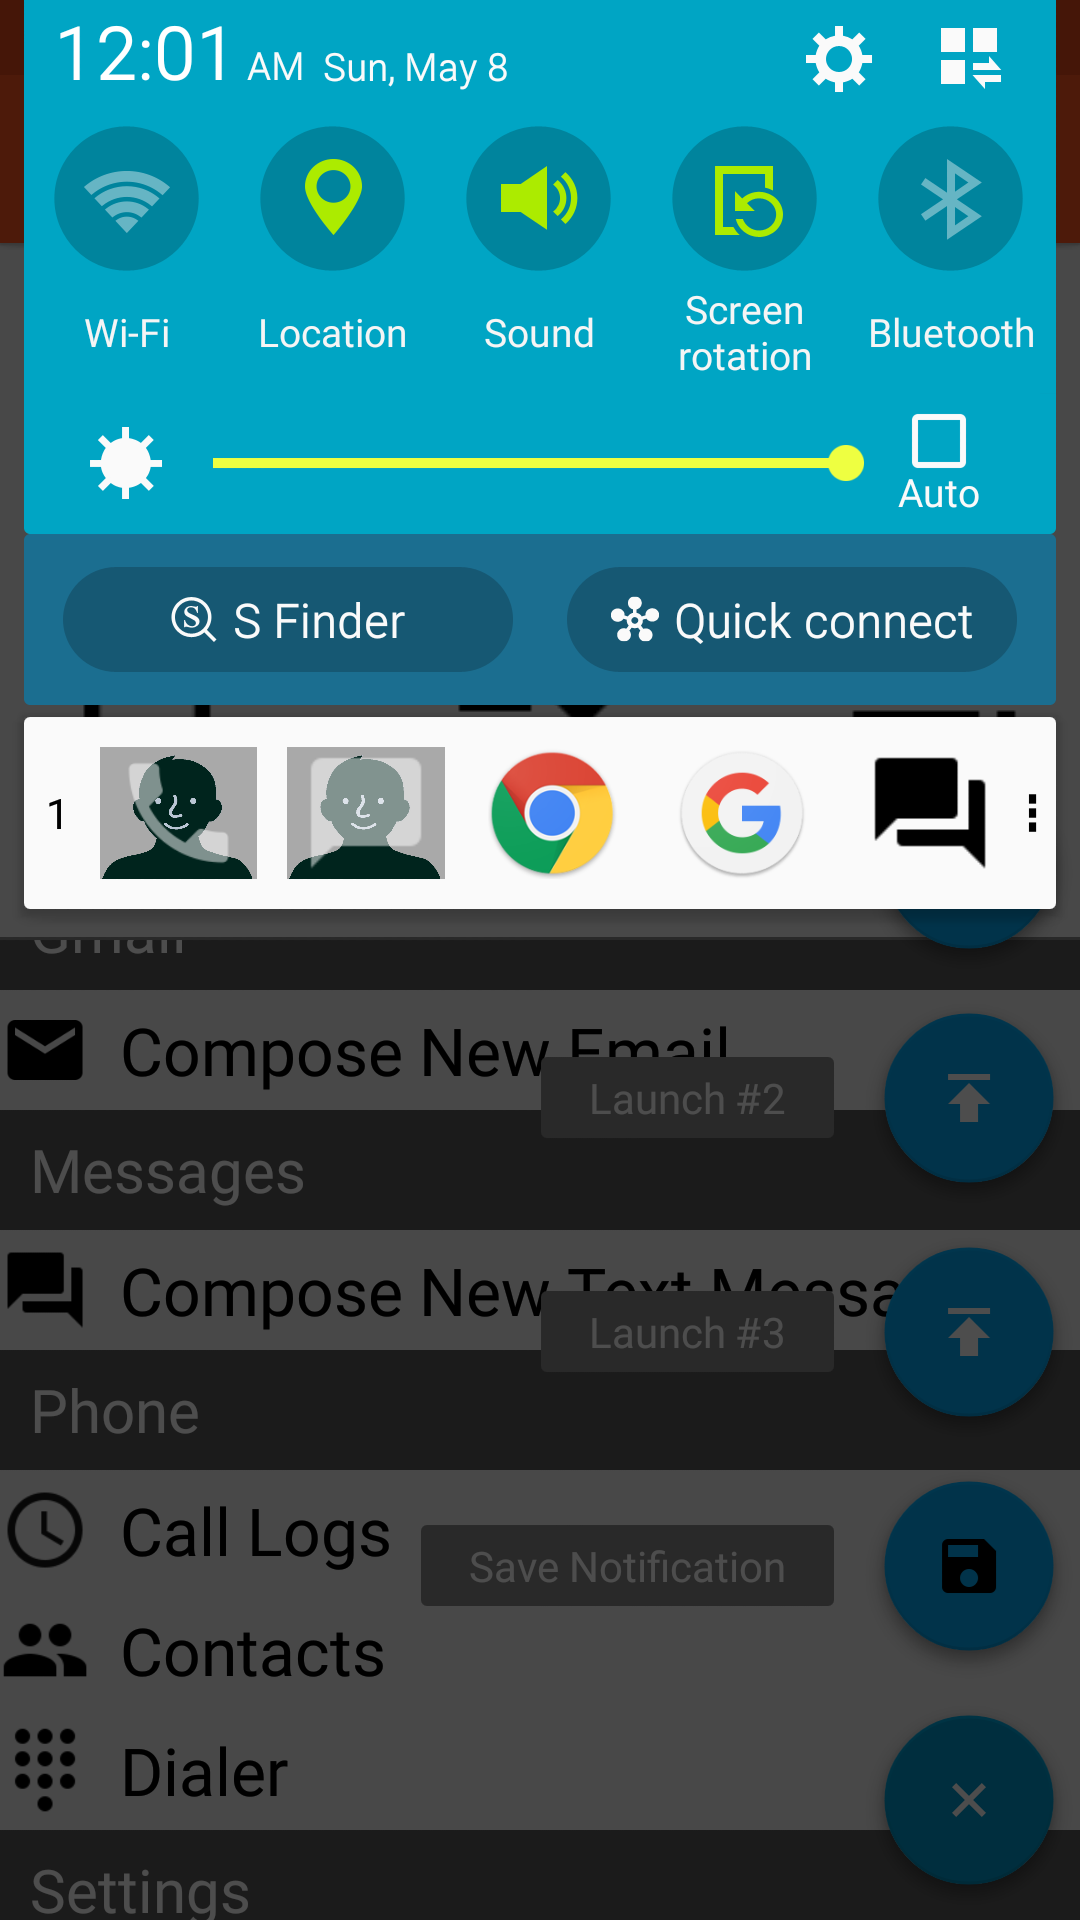 12:01 AM Sun, May 8
Wi-Fi
Location
Sound
Screen
rotation
Bluetooth
Auto
S Finder
Quick connect
1
Gmail
Compose New Email
Launch #2
Messages
Compose New Text Messa
Launch #3
Phone
Call Logs
Save Notification
Contacts
Dialer
Settings